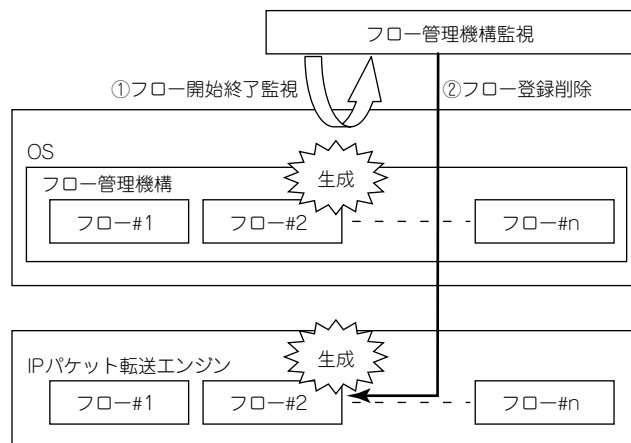 フロー管理機構監視
①フロー開始終了監視
②フロー登録削除
OS
生成
フロー管理機構
フロー#1
フロー#2
フロー#n
生成
IPパケット転送エンジン
フロー#1
フロー#2
フロー#n